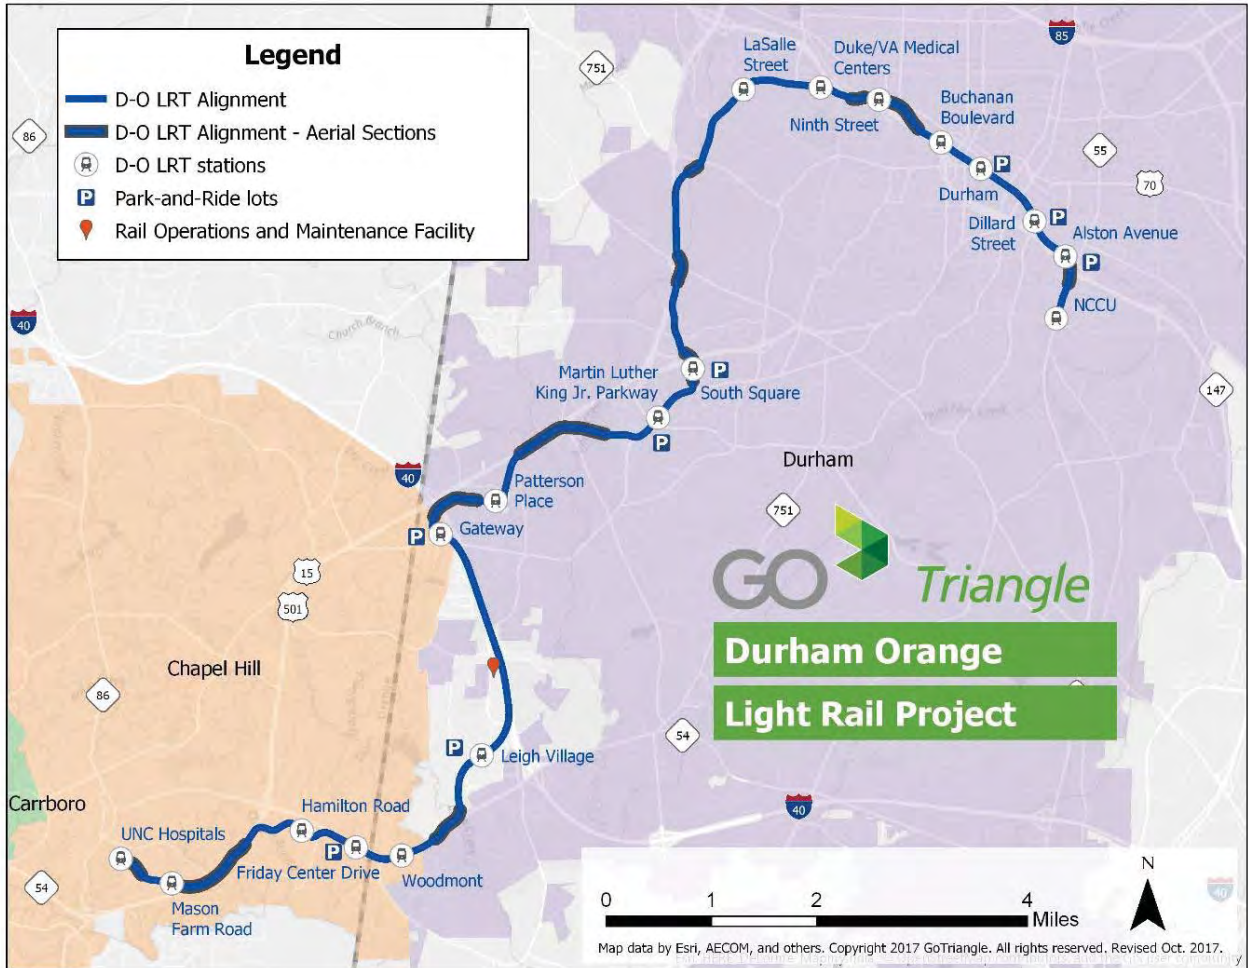 Legend
D-O LRT Alignment
D-O LRT Alignment - Aerial Sections
D-O LRT stations
P
Park-and-Ride lots
Rail Operations and Maintenance Facility
751
LaSalle
Street
Duke/VA Medical
Centers
85
Ninth Street
Buchanan
Boulevard
86
55
70
P
Durham
Dillard
Street
P
Alston Avenue
P
NCCU
40
Church Branch
Martin Luther
King Jr. Parkway
P
South Square
P
147
Durham
40
Patterson
Place
751
P
Gateway
15
501
GO
Triangle
Durham Orange
Light Rail Project
Chapel Hill
86
54
P
Leigh Village
Carrboro
Hamilton Road
40
UNC Hospitals
P
Friday Center Drive
Woodmont
54
Mason
Farm Road
N
40
0
1
2
4
Miles
Map data by Esri, AECOM, and others. Copyright 2017 GoTriangle. All rights reserved. Revised Oct. 2017.